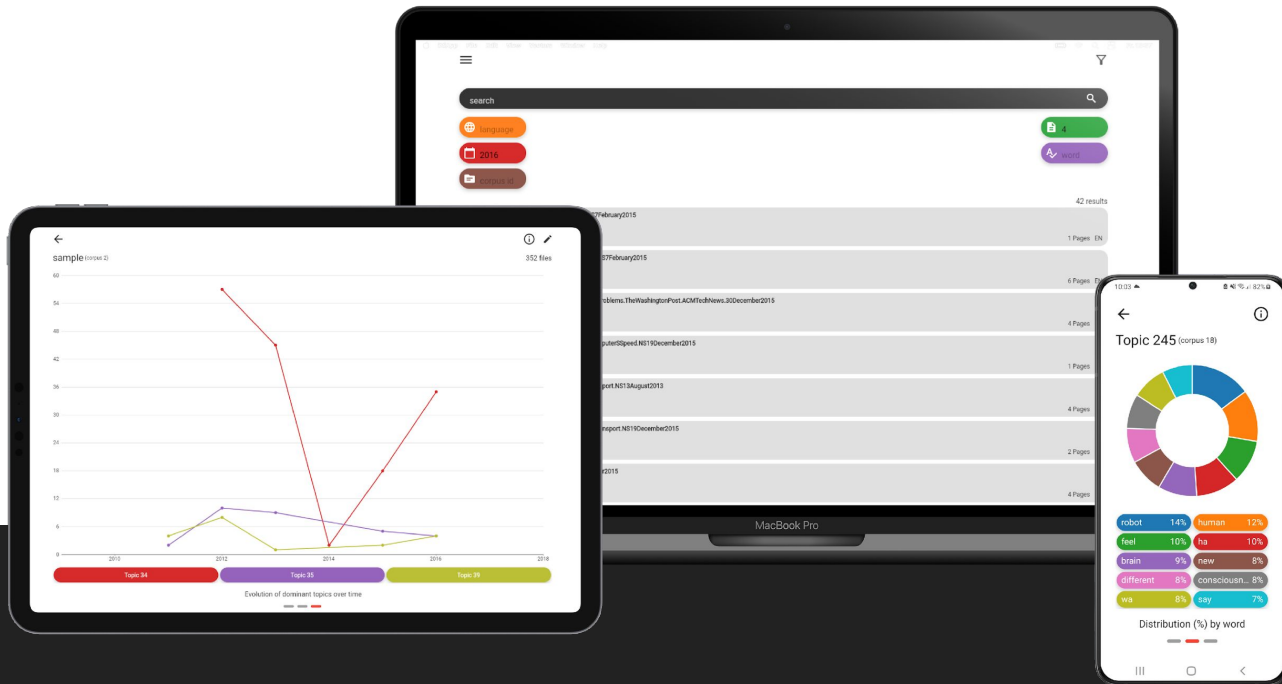 search
language
2016
corpus id
4
word
42 results
S7February2015
1 Pages EN
S7February2015
6 Pages
roblems.TheWashingtonPost.ACMTechNews.30December2015
4 Pages
puterSSpeed.NS19December2015
1 Pages
port.NS13August2013
4 Pages
nsport.NS19December2015
2 Pages
r2015
4 Pages
MacBook Pro
sample (corpus 2)
352 files
60
54
48
42
36
30
24
18
12
6
0
2010 2012 2014 2016 2018
Topic 34 Topic 35 Topic 39
Evolution of dominant topics over time
10:03
82%
Topic 245 (corpus 18)
robot 14% human 12%
feel 10% ha 10%
brain 9% new 8%
different 8% consciousn... 8%
wa 8% say 7%
Distribution (%) by word